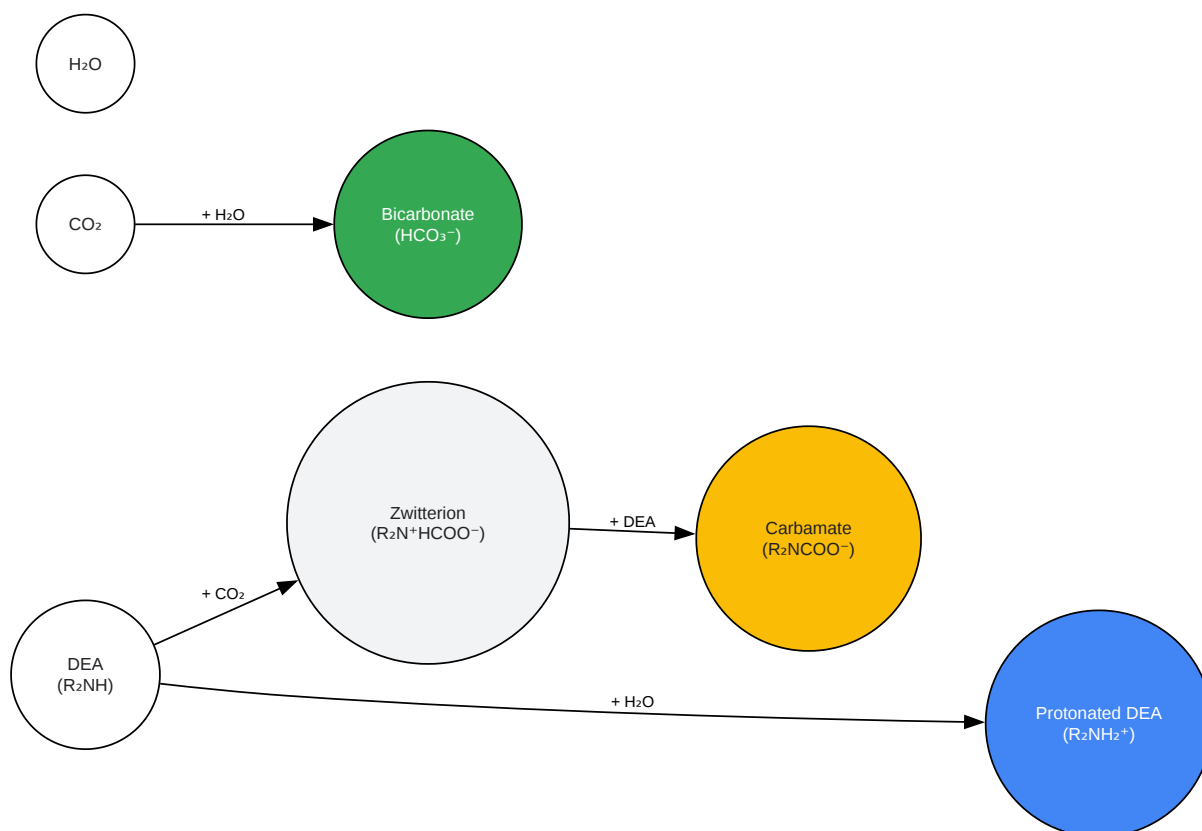 H₂O
CO₂
+ H₂O
Bicarbonate
(HCO₃⁻)
Zwitterion
(R₂N⁺HCOO⁻)
+ DEA
Carbamate
(R₂NCOO⁻)
+ CO₂
DEA
(R₂NH)
+ H₂O
Protonated DEA
(R₂NH₂⁺)